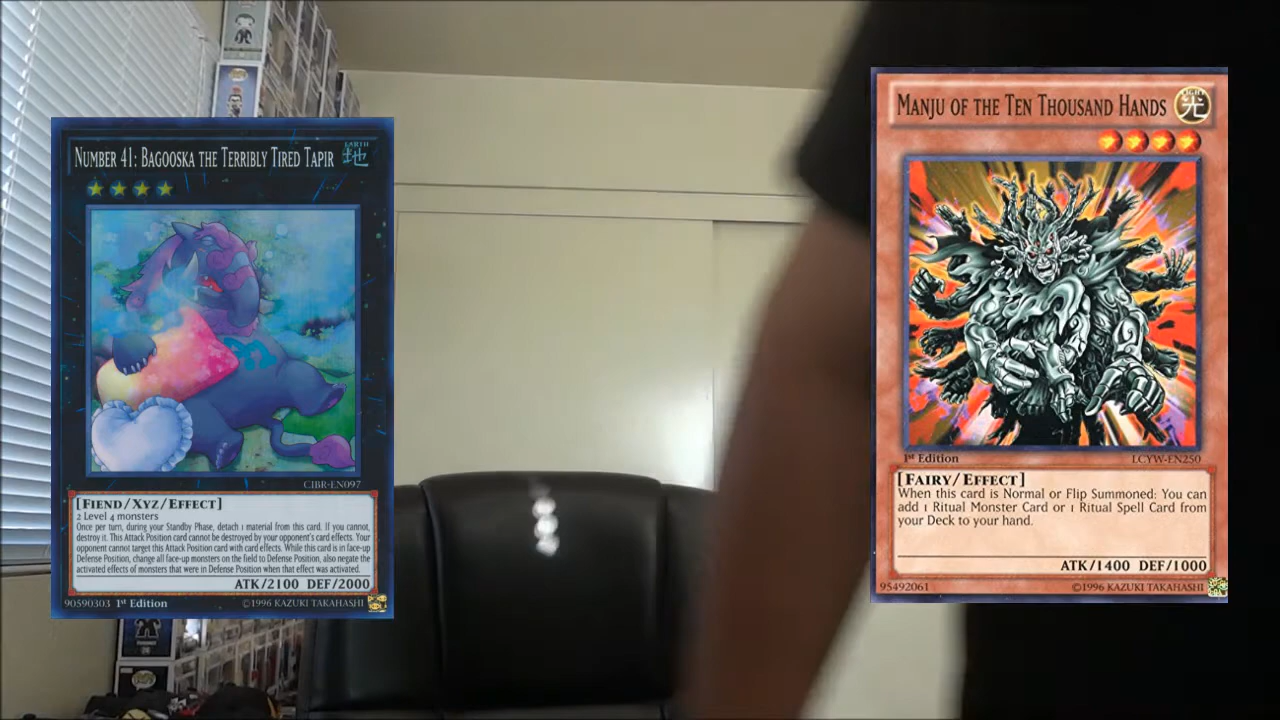 NUMBER 41: BAGOOSKA THE TERRIBLY TIRED TAPIR
EARTH
地
CIBR-EN097
[FIEND/XYZ/EFFECT]
2 Level 4 monsters
Once per turn, during your Standby Phase, detach 1 material from this card. If you cannot,
destroy it. This Attack Position card cannot be destroyed by your opponent's card effects. Your
opponent cannot target this Attack Position card with card effects. While this card is in face-up
Defense Position, change all face-up monsters on the field to Defense Position, also negate the
activated effects of monsters that were in Defense Position when that effect was activated.
ATK/2100 DEF/2000
90590303 1st Edition ©1996 KAZUKI TAKAHASHI
MANJU OF THE TEN THOUSAND HANDS
LIGHT
光
1st Edition LCYW-EN250
[FAIRY/EFFECT]
When this card is Normal or Flip Summoned: You can
add 1 Ritual Monster Card or 1 Ritual Spell Card from
your Deck to your hand.
ATK/1400 DEF/1000
95492061 ©1996 KAZUKI TAKAHASHI